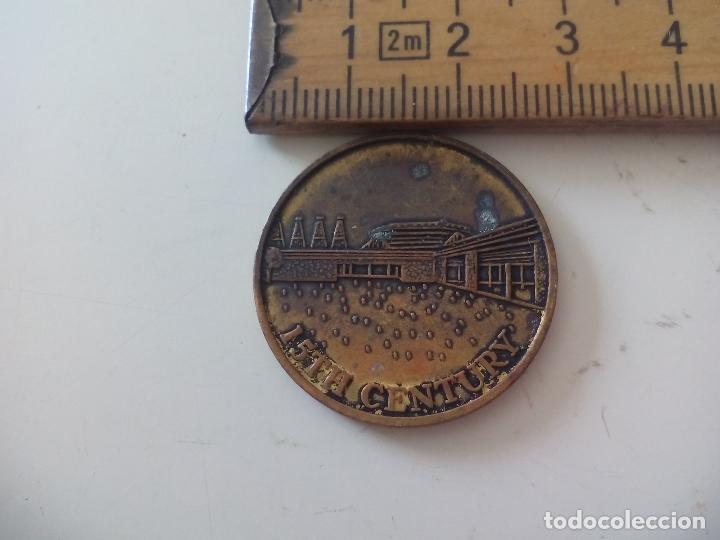 1 2m 2 3 4
15TH CENTURY
todocoleccion